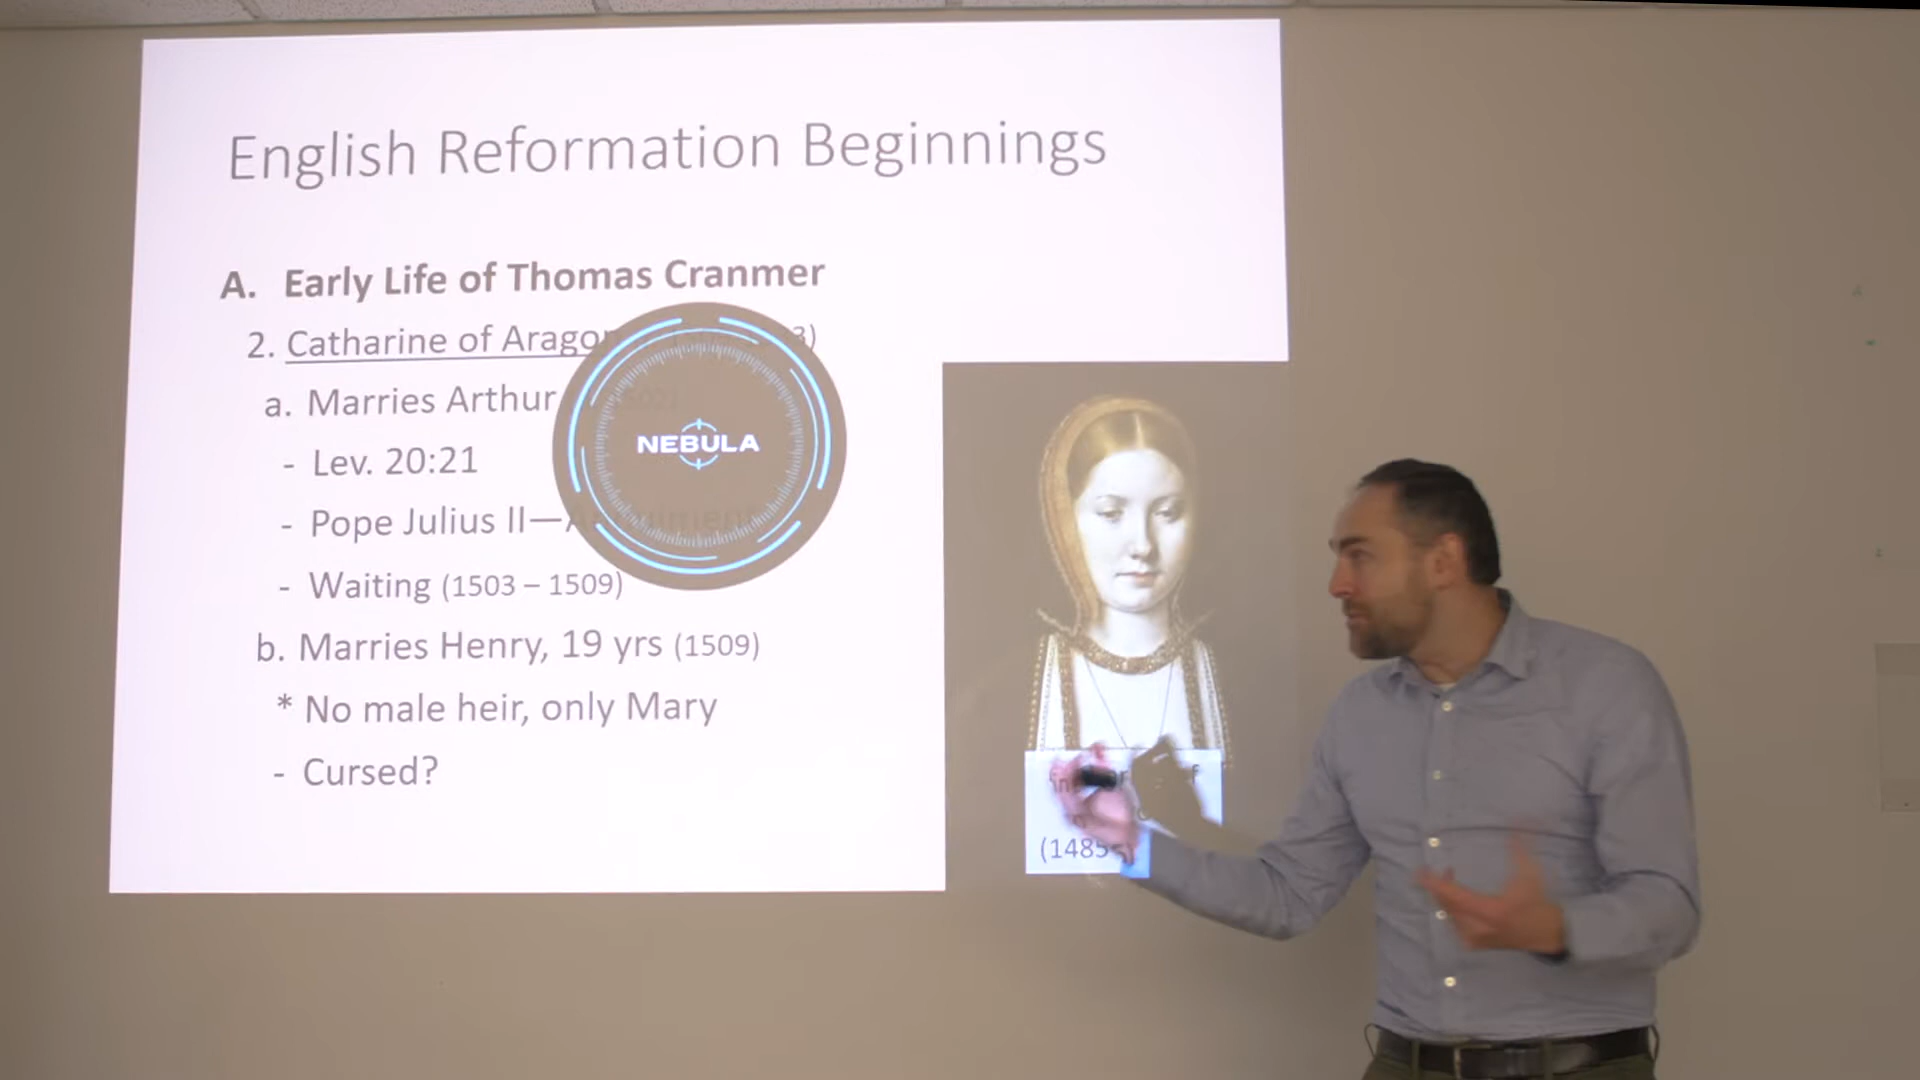 English Reformation Beginnings
A. Early Life of Thomas Cranmer
2. Catharine of Arago 3)
a. Marries Arthur
NEBULA
- Lev. 20:21
- Pope Julius II—
- Waiting (1503 – 1509)
b. Marries Henry, 19 yrs (1509)
* No male heir, only Mary
- Cursed?
(1485